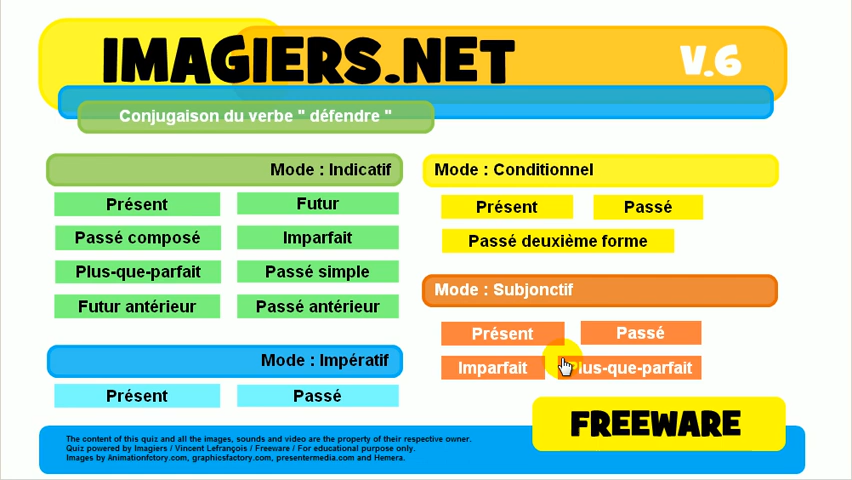 IMAGIERS.NET
V.6
Conjugaison du verbe " défendre "
Mode : Indicatif
Présent
Futur
Passé composé
Imparfait
Plus-que-parfait
Passé simple
Futur antérieur
Passé antérieur
Mode : Impératif
Présent
Passé
Mode : Conditionnel
Présent
Passé
Passé deuxième forme
Mode : Subjonctif
Présent
Passé
Imparfait
Plus-que-parfait
FREEWARE
The content of this quiz and all the images, sounds and video are the property of their respective owner.
Quiz powered by Imagiers / Vincent Lefrançois / Freeware / For educational purpose only.
Images by Animationfctory.com, graphicsfactory.com, presentermedia.com and Hemera.